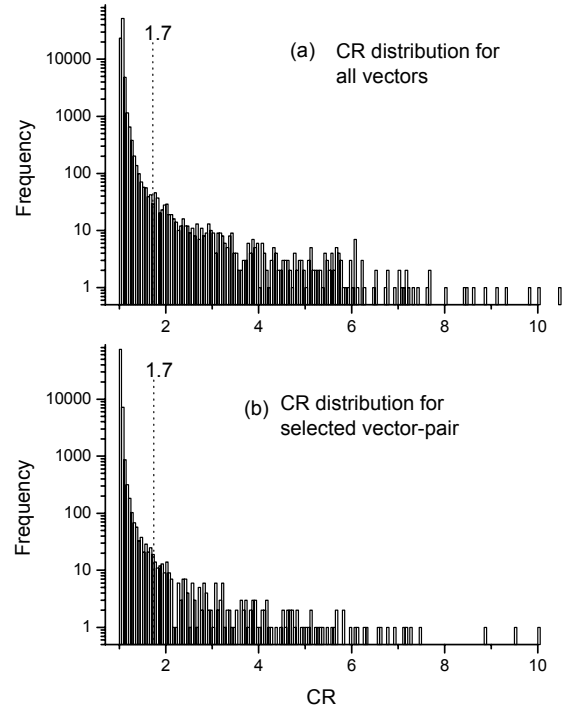 1.7
(a) CR distribution for
all vectors
Frequency
10000
1000
100
10
1
2 4 6 8 10
1.7
(b) CR distribution for
selected vector-pair
Frequency
10000
1000
100
10
1
2 4 6 8 10
CR